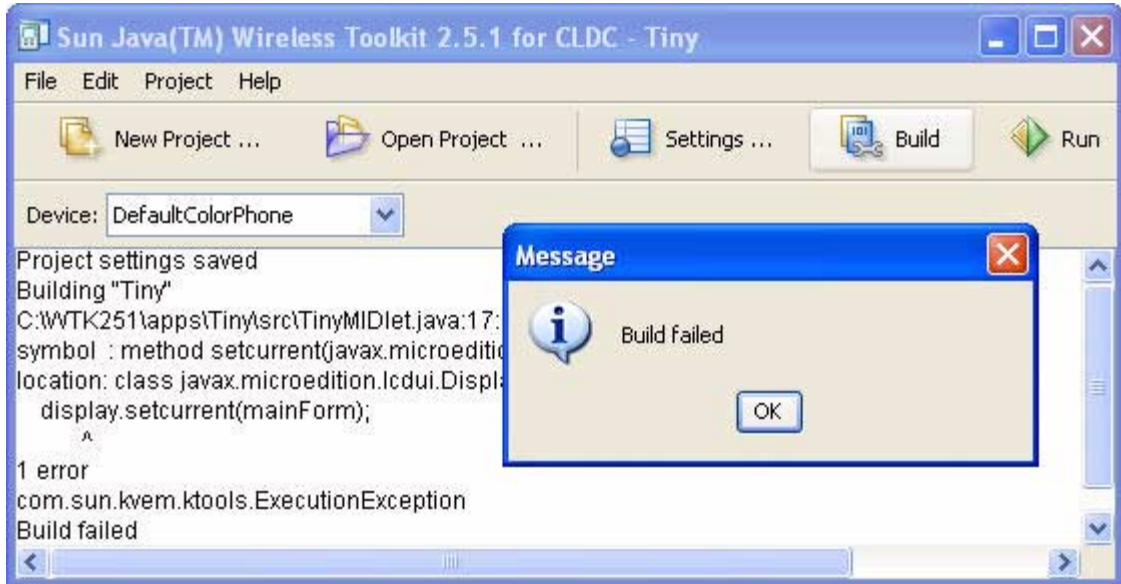 Sun Java(TM) Wireless Toolkit 2.5.1 for CLDC - Tiny
File Edit Project Help
New Project ... Open Project ... Settings ... Build Run
Device: DefaultColorPhone
Project settings saved
Building "Tiny"
C:\WTK251\apps\Tiny\src\TinyMIDlet.java:17:
symbol : method setcurrent(javax.microeditio
location: class javax.microedition.lcdui.Displa
display.setcurrent(mainForm);
^
1 error
com.sun.kvem.ktools.ExecutionException
Build failed
Message
Build failed
OK